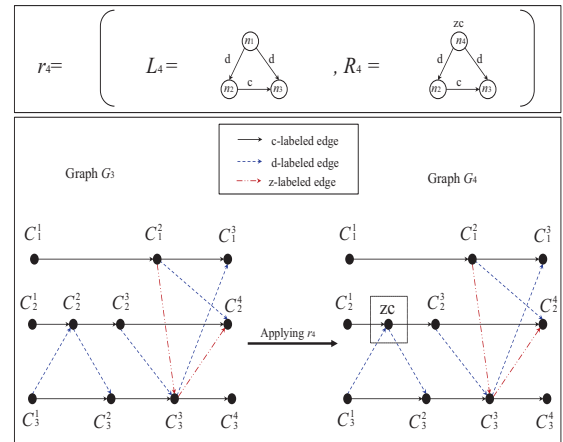 zc
r₄= L₄= n₁ d d n₂ c n₃ , R₄= n₄ d d n₂ c n₃
c-labeled edge
Graph G₃ d-labeled edge Graph G₄
z-labeled edge
C₁¹ C₁² C₁³ C₁² C₁³
C₁¹
C₂¹ C₂² C₂³ C₂⁴ C₂¹ zc C₂³ C₂⁴
Applying r₄
C₃¹ C₃² C₃³ C₃⁴ C₃¹ C₃² C₃³ C₃⁴